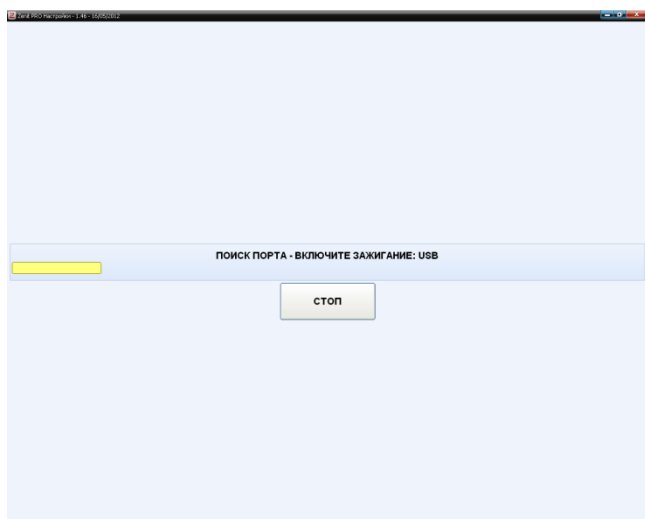 Zenit PRO Настройки - 1.46 - 16/05/2012
ПОИСК ПОРТА - ВКЛЮЧИТЕ ЗАЖИГАНИЕ: USB
СТОП